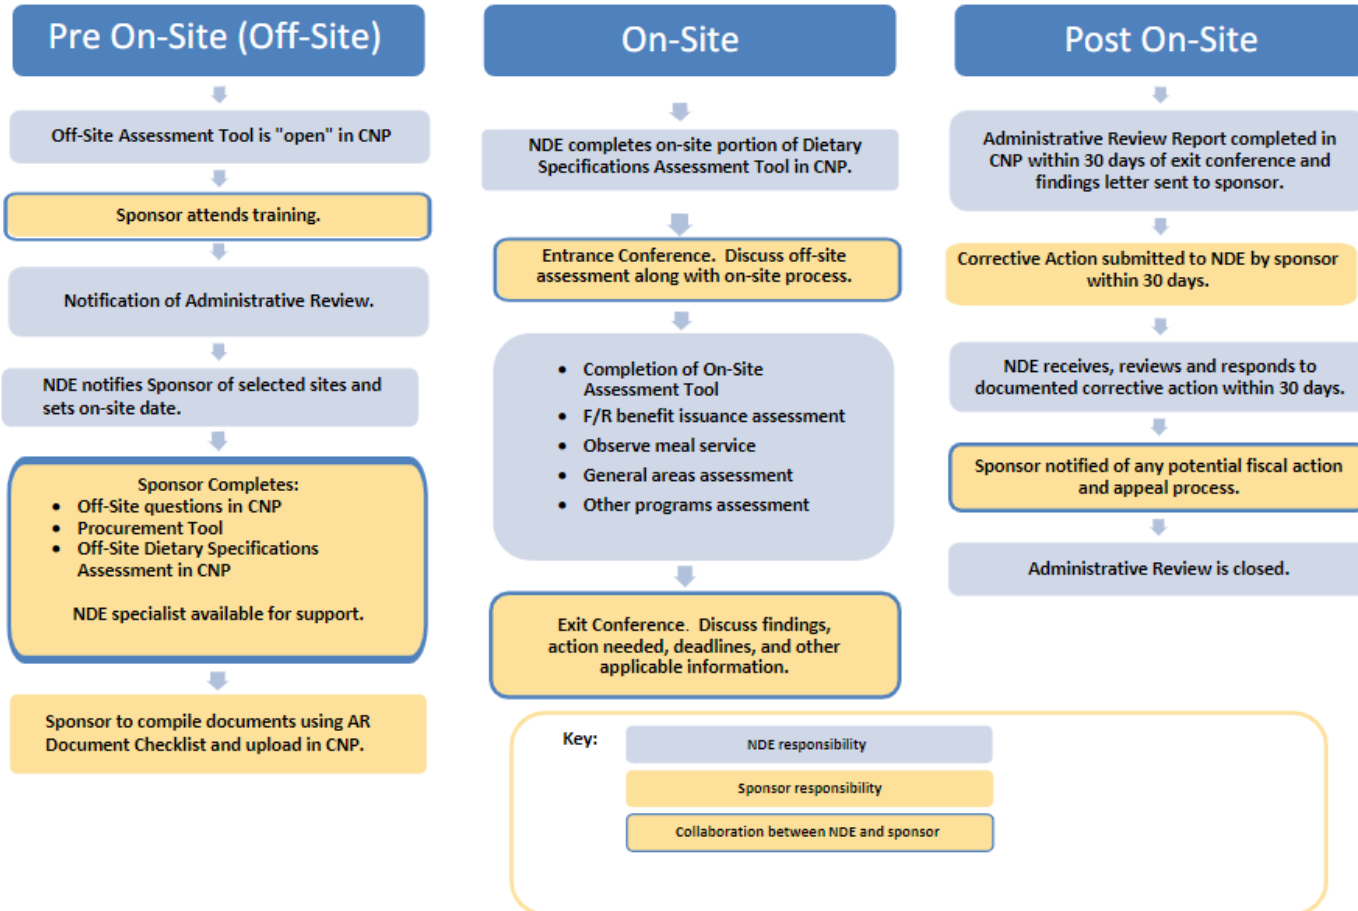 Pre On-Site (Off-Site)
Off-Site Assessment Tool is "open" in CNP
Sponsor attends training.
Notification of Administrative Review.
NDE notifies Sponsor of selected sites and
sets on-site date.
Sponsor Completes:
• Off-Site questions in CNP
• Procurement Tool
• Off-Site Dietary Specifications
Assessment in CNP
NDE specialist available for support.
Sponsor to compile documents using AR
Document Checklist and upload in CNP.
On-Site
NDE completes on-site portion of Dietary
Specifications Assessment Tool in CNP.
Entrance Conference.  Discuss off-site
assessment along with on-site process.
• Completion of On-Site
Assessment Tool
• F/R benefit issuance assessment
• Observe meal service
• General areas assessment
• Other programs assessment
Exit Conference.  Discuss findings,
action needed, deadlines, and other
applicable information.
Post On-Site
Administrative Review Report completed in
CNP within 30 days of exit conference and
findings letter sent to sponsor.
Corrective Action submitted to NDE by sponsor
within 30 days.
NDE receives, reviews and responds to
documented corrective action within 30 days.
Sponsor notified of any potential fiscal action
and appeal process.
Administrative Review is closed.
Key:
NDE responsibility
Sponsor responsibility
Collaboration between NDE and sponsor